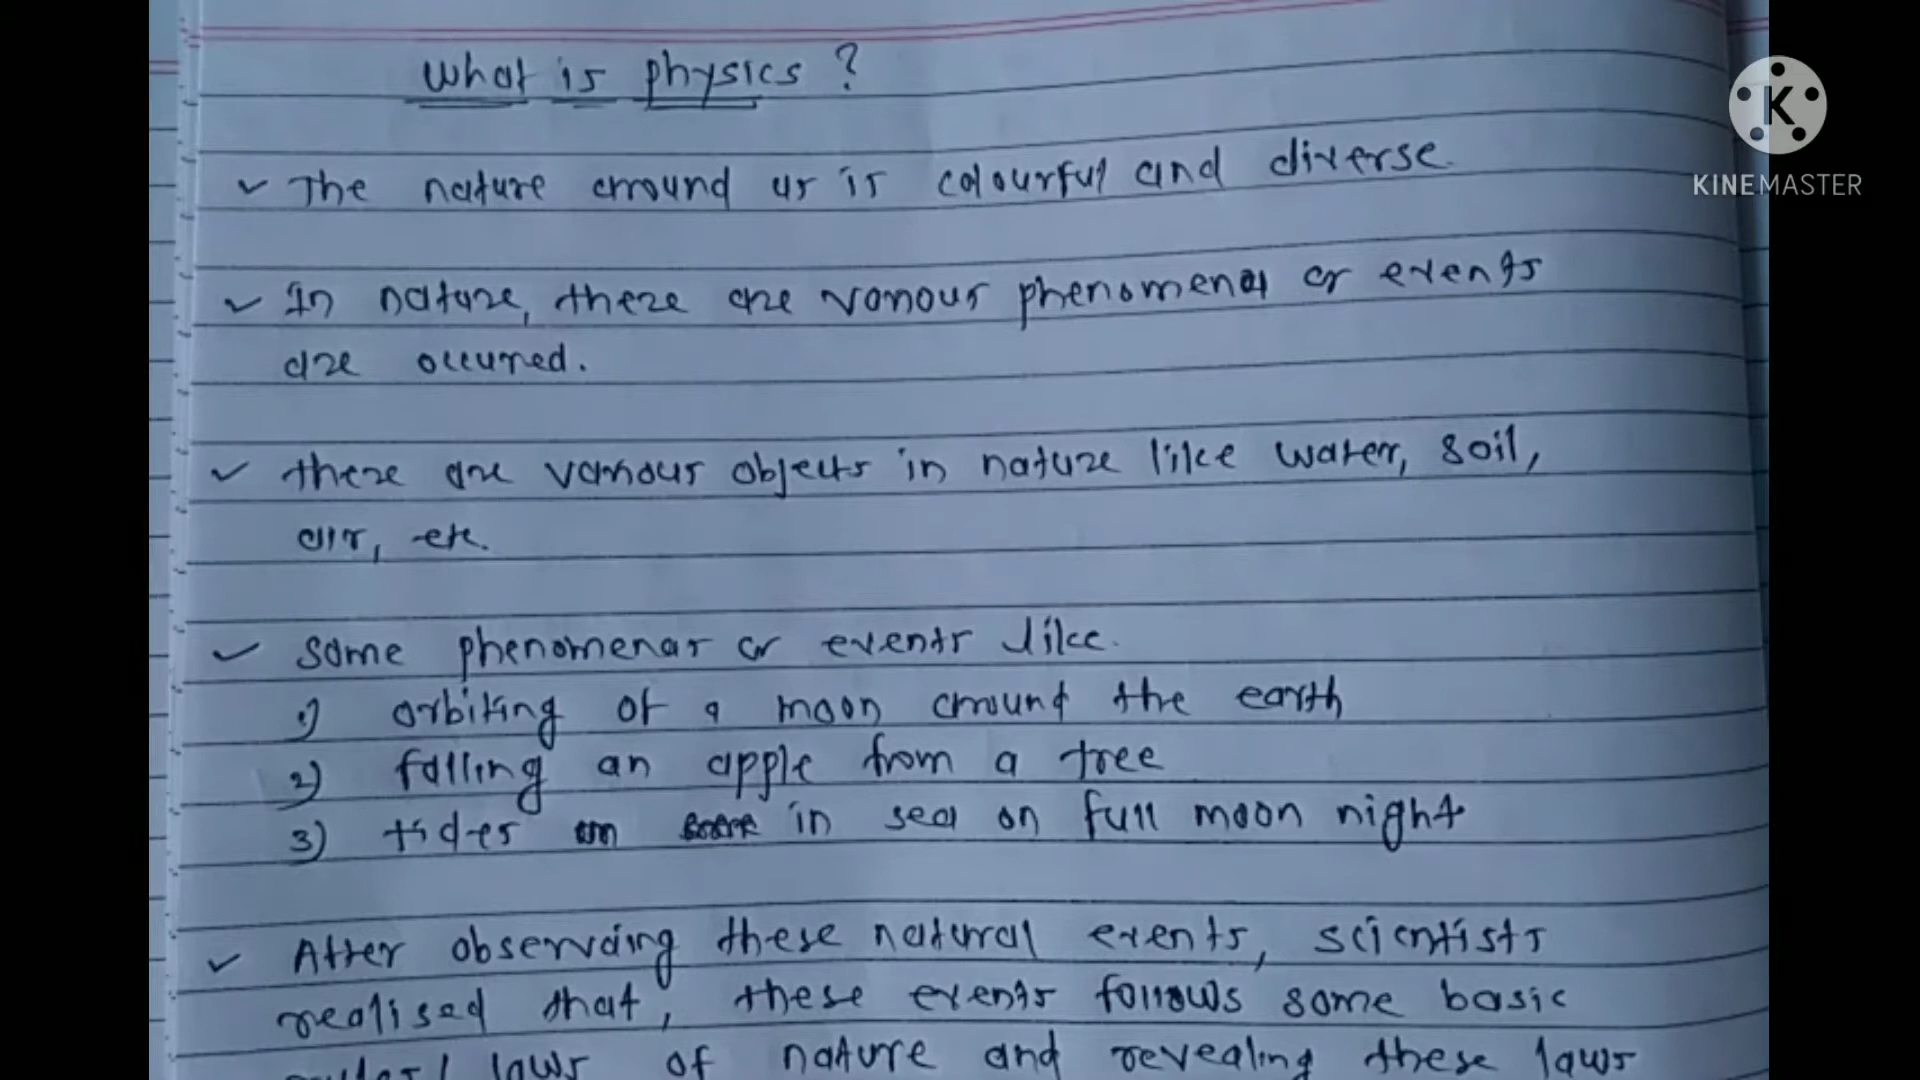 What is physics ?
The nature around us is colourful and diverse.
In nature, there are various phenomena or events
are occurred.
there are various objects in nature like water, soil,
air, etc.
Some phenomenas or events like.
1) orbiting of a moon around the earth
2) falling an apple from a tree
3) tides in sea on full moon night
After observing these natural events, scientists
realised that, these events follows some basic
rules / laws of nature and revealing these laws
K
KINEMASTER